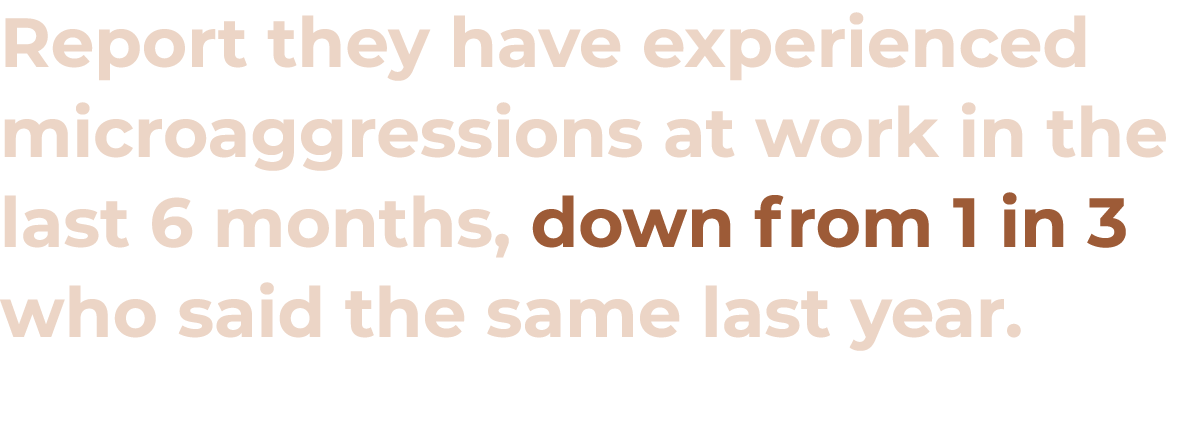 Report they have experienced
microaggressions at work in the
last 6 months, down from 1 in 3
who said the same last year.